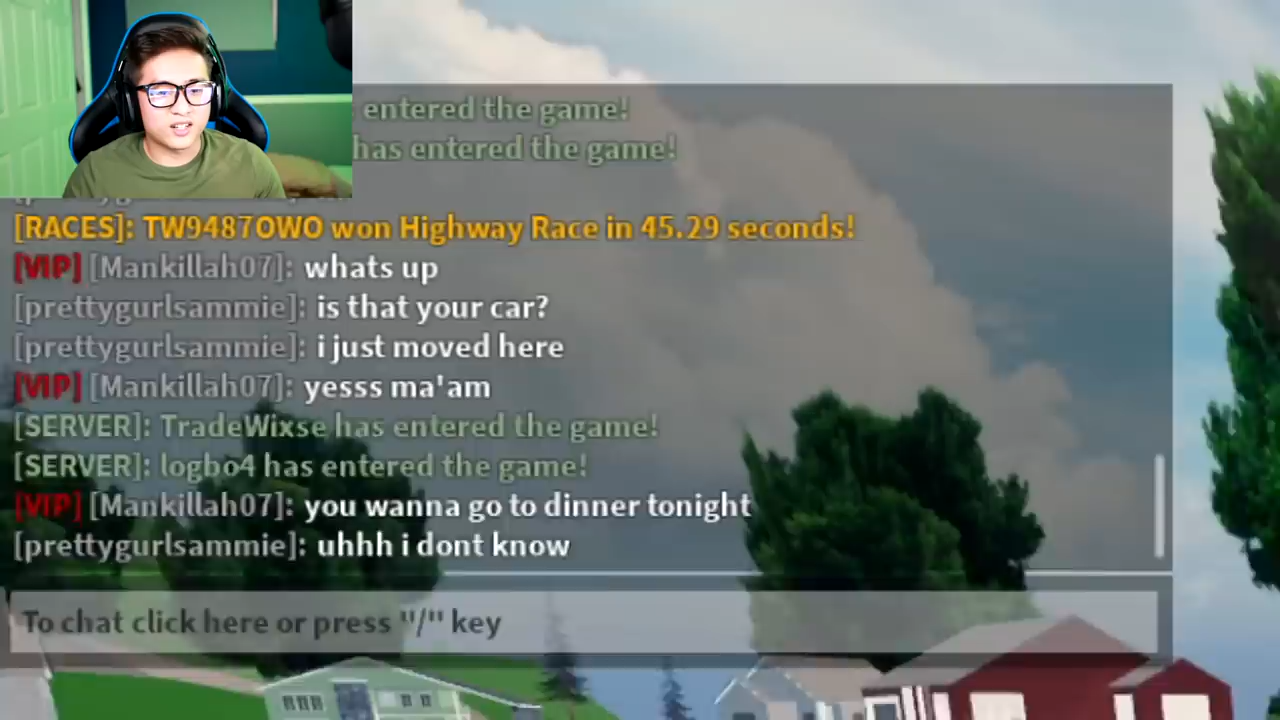 entered the game!
has entered the game!
[RACES]: TW9487OWO won Highway Race in 45.29 seconds!
[VIP] [Mankillah07]: whats up
[prettygurlsammie]: is that your car?
[prettygurlsammie]: i just moved here
[VIP] [Mankillah07]: yesss ma'am
[SERVER]: TradeWixse has entered the game!
[SERVER]: logbo4 has entered the game!
[VIP] [Mankillah07]: you wanna go to dinner tonight
[prettygurlsammie]: uhhh i dont know
To chat click here or press "/" key